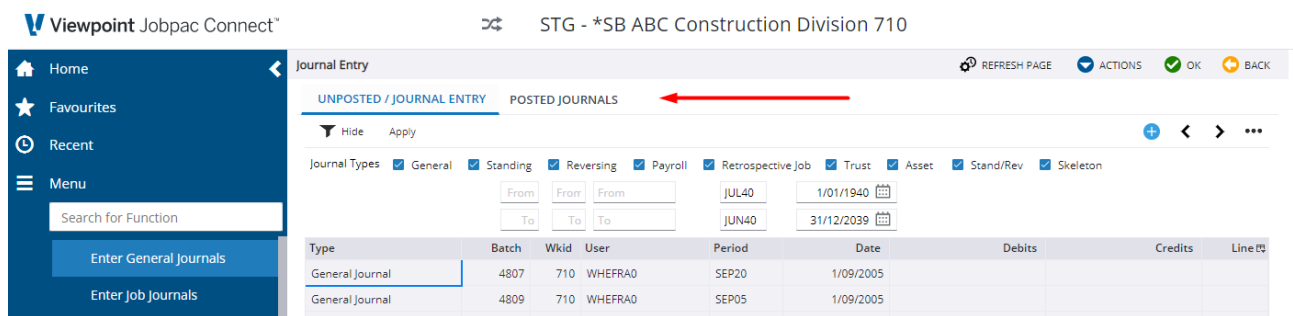 Viewpoint Jobpac Connect™ STG - *SB ABC Construction Division 710
Home
Favourites
Recent
Menu
Search for Function
Enter General Journals
Enter Job Journals
Journal Entry REFRESH PAGE ACTIONS OK BACK
UNPOSTED / JOURNAL ENTRY POSTED JOURNALS
Hide Apply
Journal Types General Standing Reversing Payroll Retrospective Job Trust Asset Stand/Rev Skeleton
From From From JUL40 1/01/1940
To To To JUN40 31/12/2039
Type Batch Wkid User Period Date Debits Credits Line
General Journal 4807 710 WHEFRA0 SEP20 1/09/2005
General Journal 4809 710 WHEFRA0 SEP05 1/09/2005